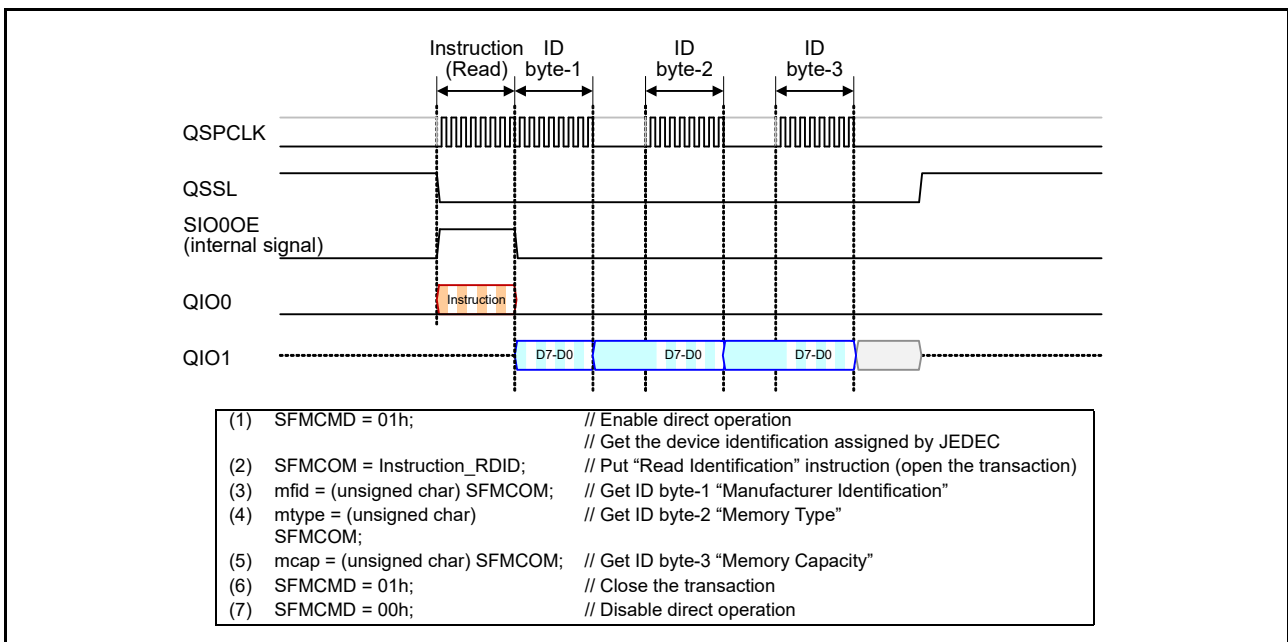 Instruction ID ID ID
(Read) byte-1 byte-2 byte-3
QSPCLK
QSSL
SIO0OE
(internal signal)
QIO0 Instruction
QIO1 D7-D0 D7-D0 D7-D0
(1) SFMCMD = 01h; // Enable direct operation
// Get the device identification assigned by JEDEC
(2) SFMCOM = Instruction_RDID; // Put “Read Identification” instruction (open the transaction)
(3) mfid = (unsigned char) SFMCOM; // Get ID byte-1 “Manufacturer Identification”
(4) mtype = (unsigned char) // Get ID byte-2 “Memory Type”
SFMCOM;
(5) mcap = (unsigned char) SFMCOM; // Get ID byte-3 “Memory Capacity”
(6) SFMCMD = 01h; // Close the transaction
(7) SFMCMD = 00h; // Disable direct operation